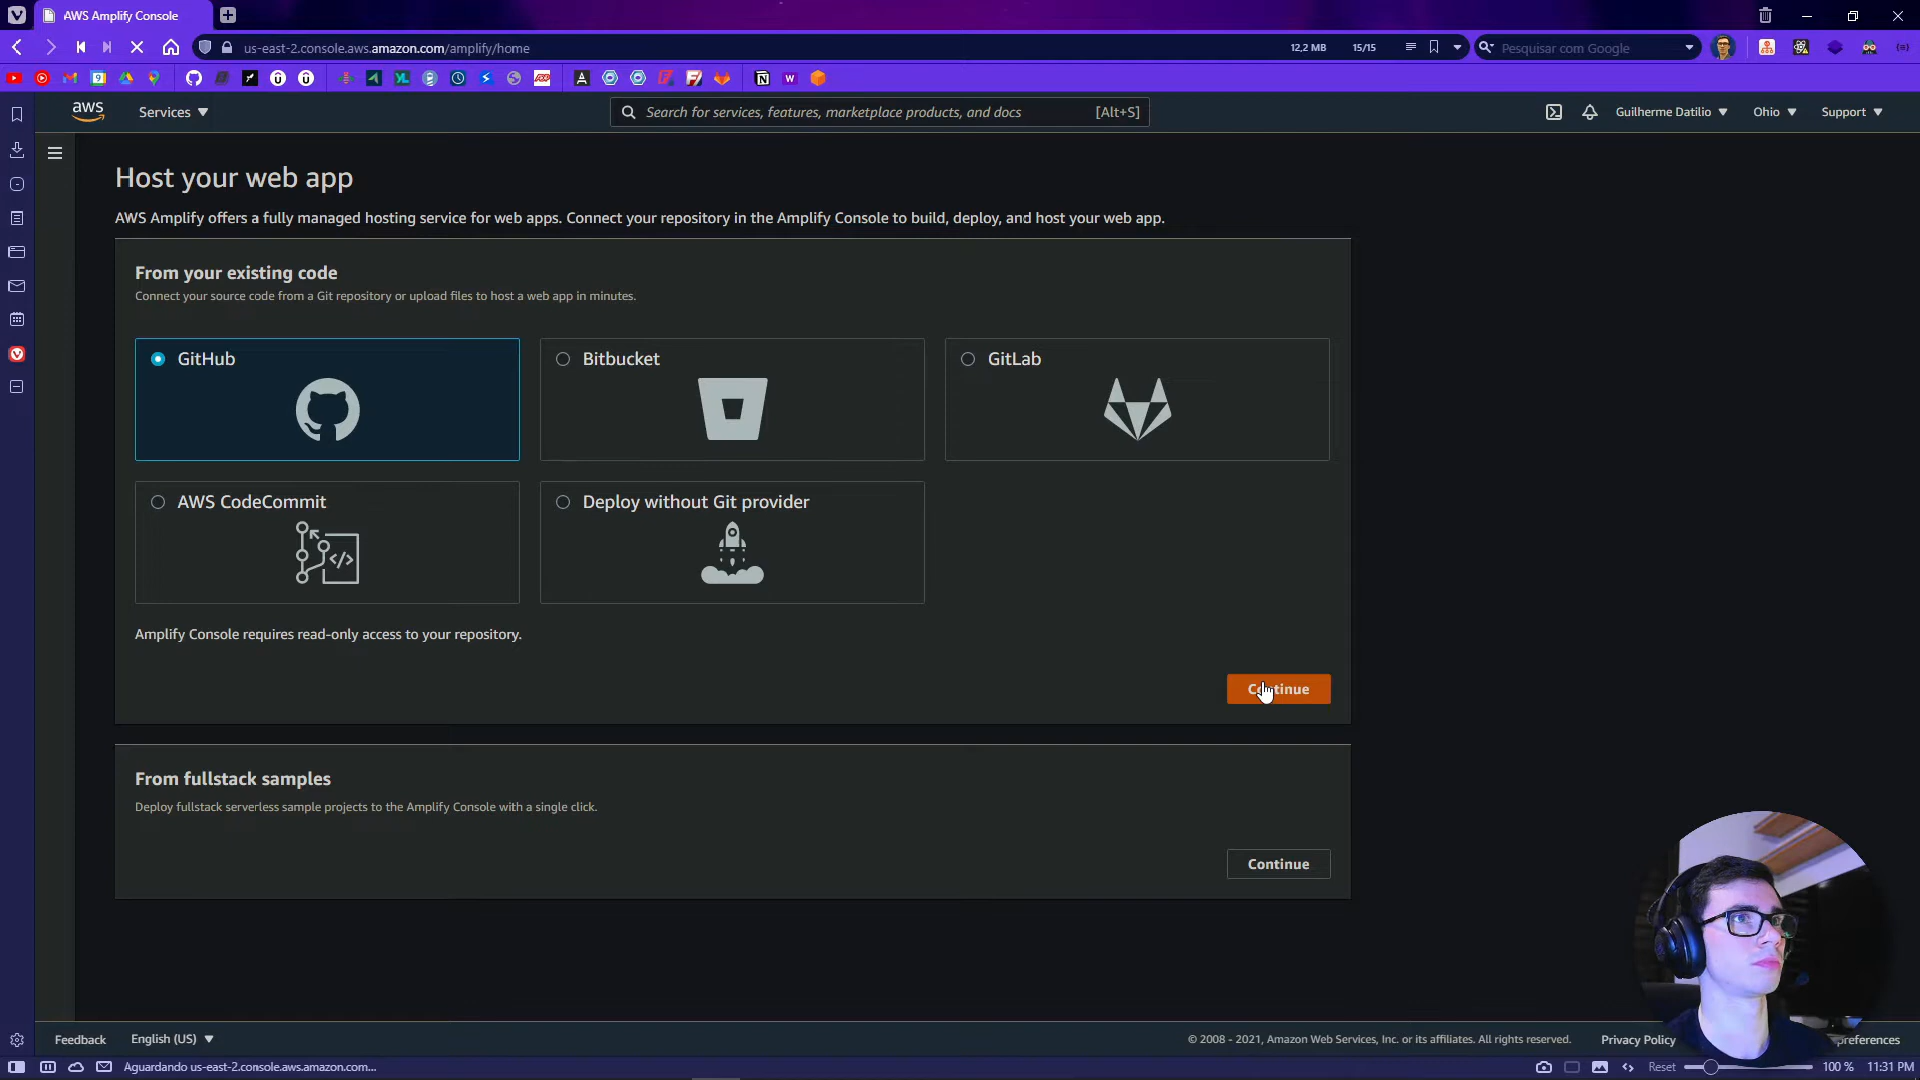 AWS Amplify Console
us-east-2.console.aws.amazon.com/amplify/home
12,2 MB
15/15
Pesquisar com Google
aws
Services
Search for services, features, marketplace products, and docs
[Alt+S]
Guilherme Datilio
Ohio
Support
Host your web app
AWS Amplify offers a fully managed hosting service for web apps. Connect your repository in the Amplify Console to build, deploy, and host your web app.
From your existing code
Connect your source code from a Git repository or upload files to host a web app in minutes.
GitHub
Bitbucket
GitLab
AWS CodeCommit
Deploy without Git provider
Amplify Console requires read-only access to your repository.
Continue
From fullstack samples
Deploy fullstack serverless sample projects to the Amplify Console with a single click.
Continue
Feedback
English (US)
© 2008 - 2021, Amazon Web Services, Inc. or its affiliates. All rights reserved.
Privacy Policy
preferences
Aguardando us-east-2.console.aws.amazon.com...
Reset
100 %
11:31 PM